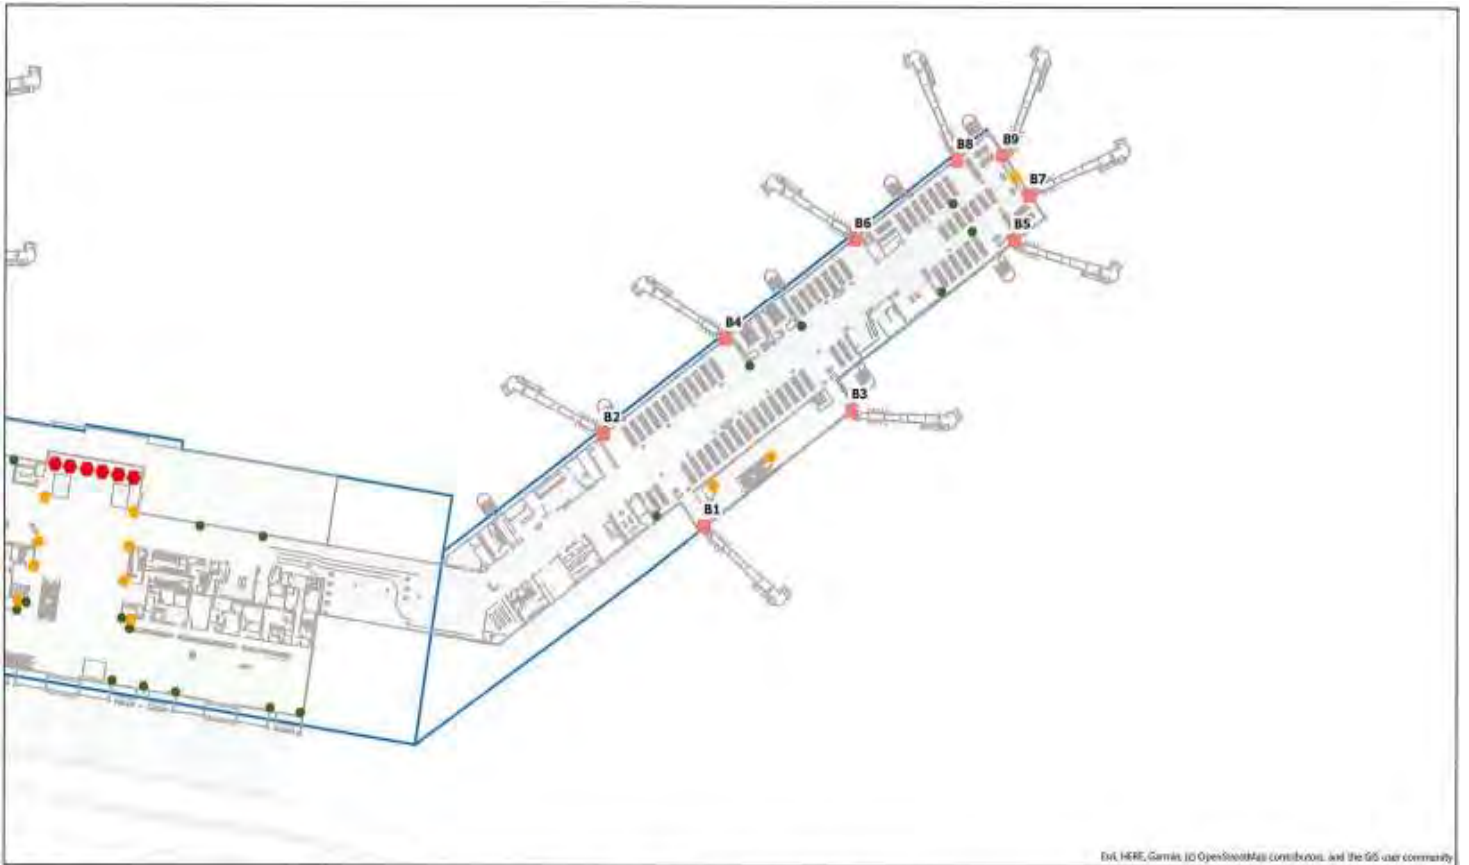 B8
B9
B7
B6
B5
B4
B3
B2
B1
Esri, HERE, Garmin, (c) OpenStreetMap contributors, and the GIS user community